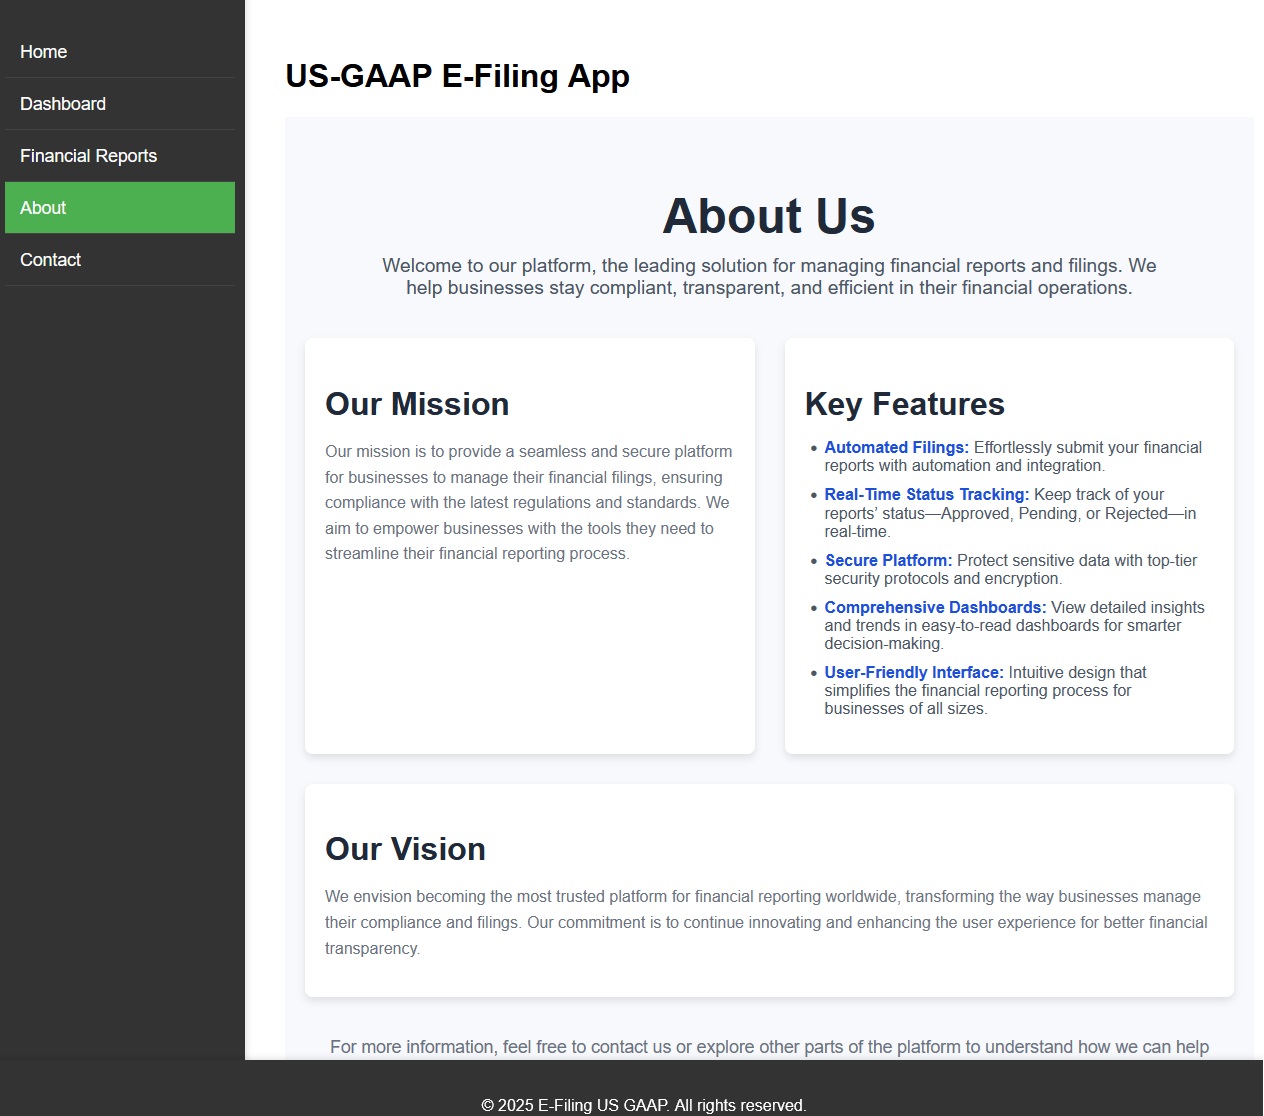 Home
Dashboard
Financial Reports
About
Contact
US-GAAP E-Filing App
About Us
Welcome to our platform, the leading solution for managing financial reports and filings. We
help businesses stay compliant, transparent, and efficient in their financial operations.
Our Mission
Our mission is to provide a seamless and secure platform
for businesses to manage their financial filings, ensuring
compliance with the latest regulations and standards. We
aim to empower businesses with the tools they need to
streamline their financial reporting process.
Key Features
• Automated Filings: Effortlessly submit your financial
reports with automation and integration.
• Real-Time Status Tracking: Keep track of your
reports’ status—Approved, Pending, or Rejected—in
real-time.
• Secure Platform: Protect sensitive data with top-tier
security protocols and encryption.
• Comprehensive Dashboards: View detailed insights
and trends in easy-to-read dashboards for smarter
decision-making.
• User-Friendly Interface: Intuitive design that
simplifies the financial reporting process for
businesses of all sizes.
Our Vision
We envision becoming the most trusted platform for financial reporting worldwide, transforming the way businesses manage
their compliance and filings. Our commitment is to continue innovating and enhancing the user experience for better financial
transparency.
For more information, feel free to contact us or explore other parts of the platform to understand how we can help
© 2025 E-Filing US GAAP. All rights reserved.